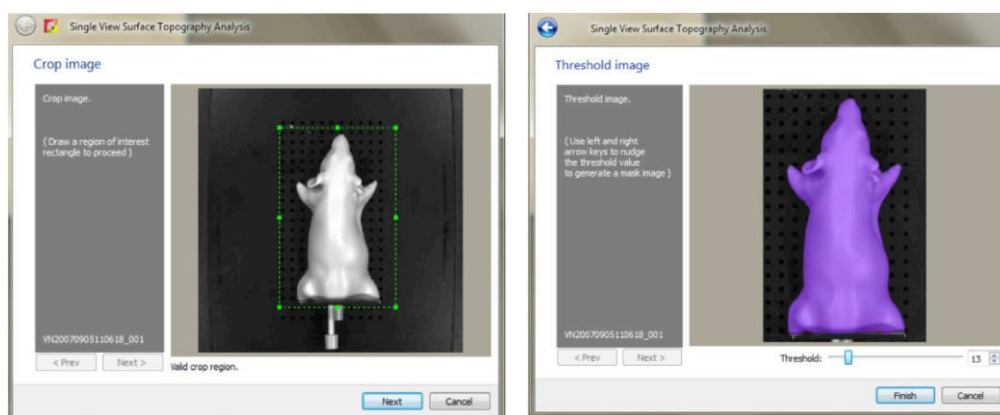 Single View Surface Topography Analysis
Crop image
Crop image.
( Draw a region of interest
rectangle to proceed )
VN20070905110618_001
< Prev
Next >
Valid crop region.
Next
Cancel
Single View Surface Topography Analysis
Threshold image
Threshold image.
( Use left and right
arrow keys to nudge
the threshold value
to generate a mask image )
VN20070905110618_001
< Prev
Next >
Threshold:
13
Finish
Cancel